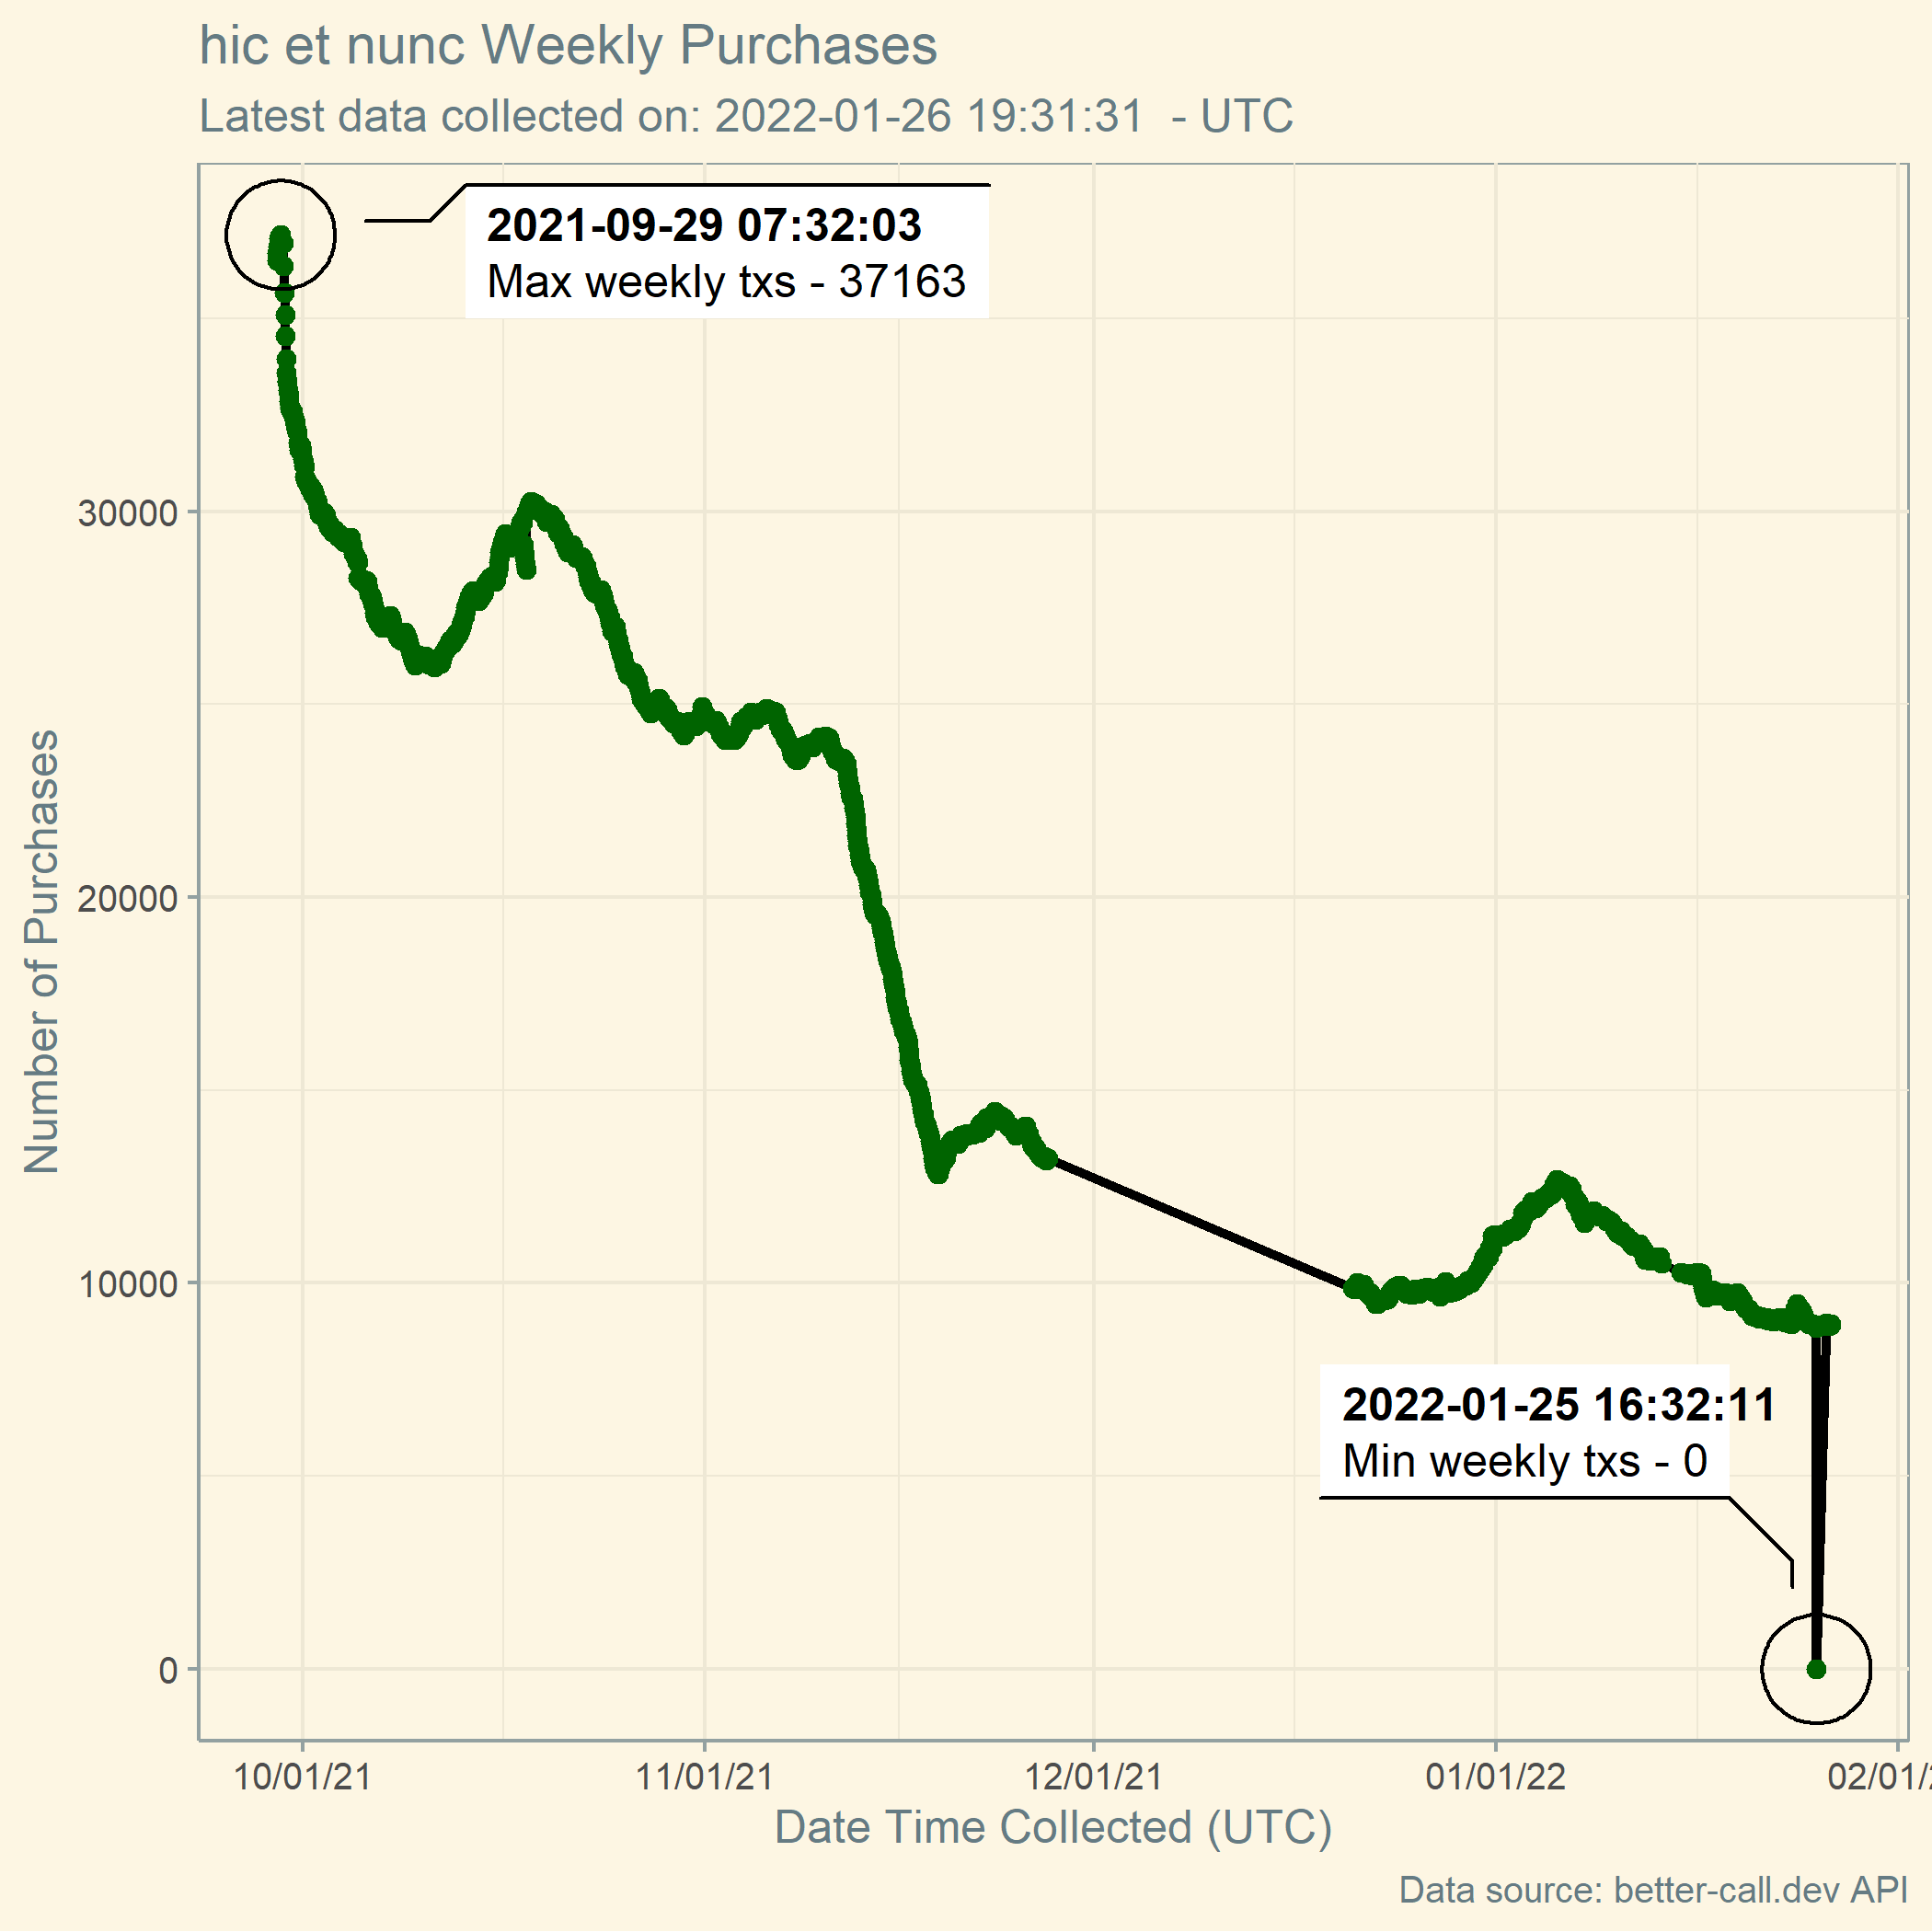 hic et nunc Weekly Purchases
Latest data collected on: 2022-01-26 19:31:31 - UTC
2021-09-29 07:32:03
Max weekly txs - 37163
30000
20000
10000
0
Number of Purchases
2022-01-25 16:32:11
Min weekly txs - 0
10/01/21
11/01/21
12/01/21
01/01/22
02/01/2
Date Time Collected (UTC)
Data source: better-call.dev API